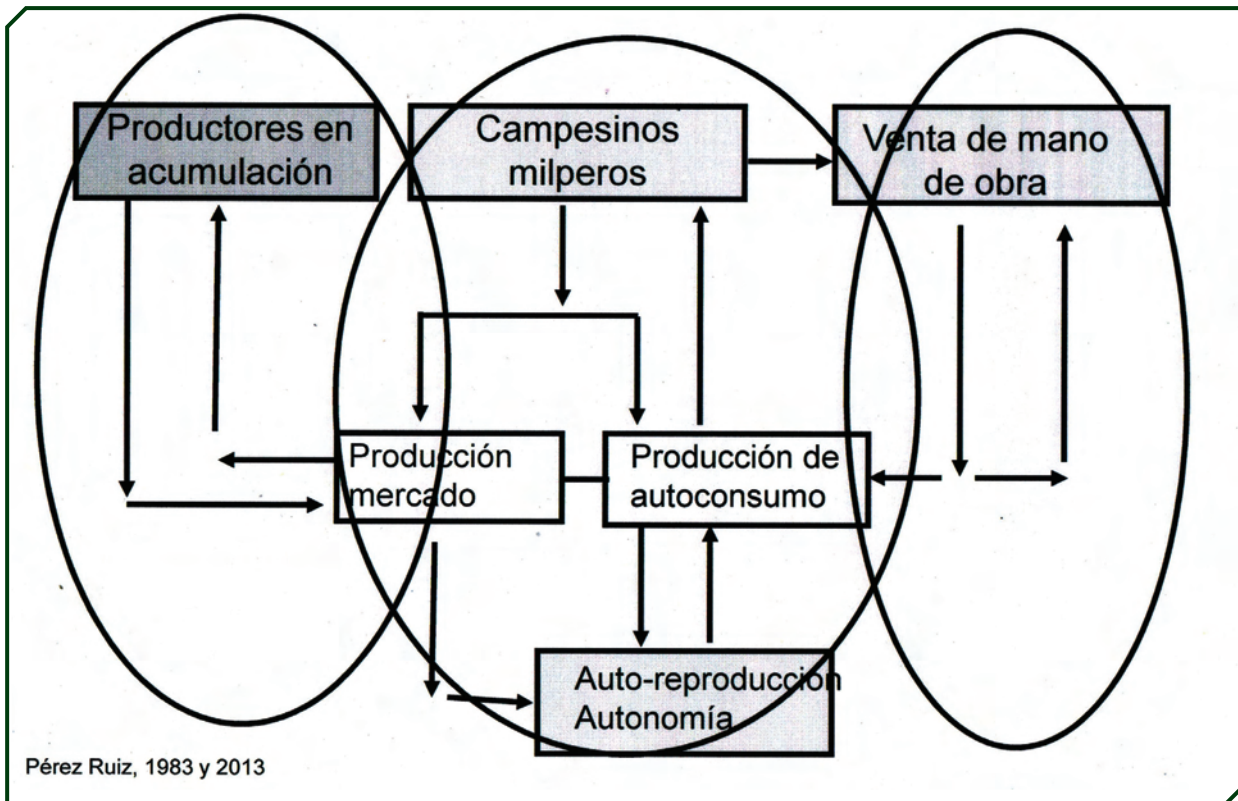 Productores en
acumulación
Campesinos
milperos
Venta de mano
de obra
Producción
mercado
Producción de
autoconsumo
Auto-reproducción
Autonomía
Pérez Ruiz, 1983 y 2013